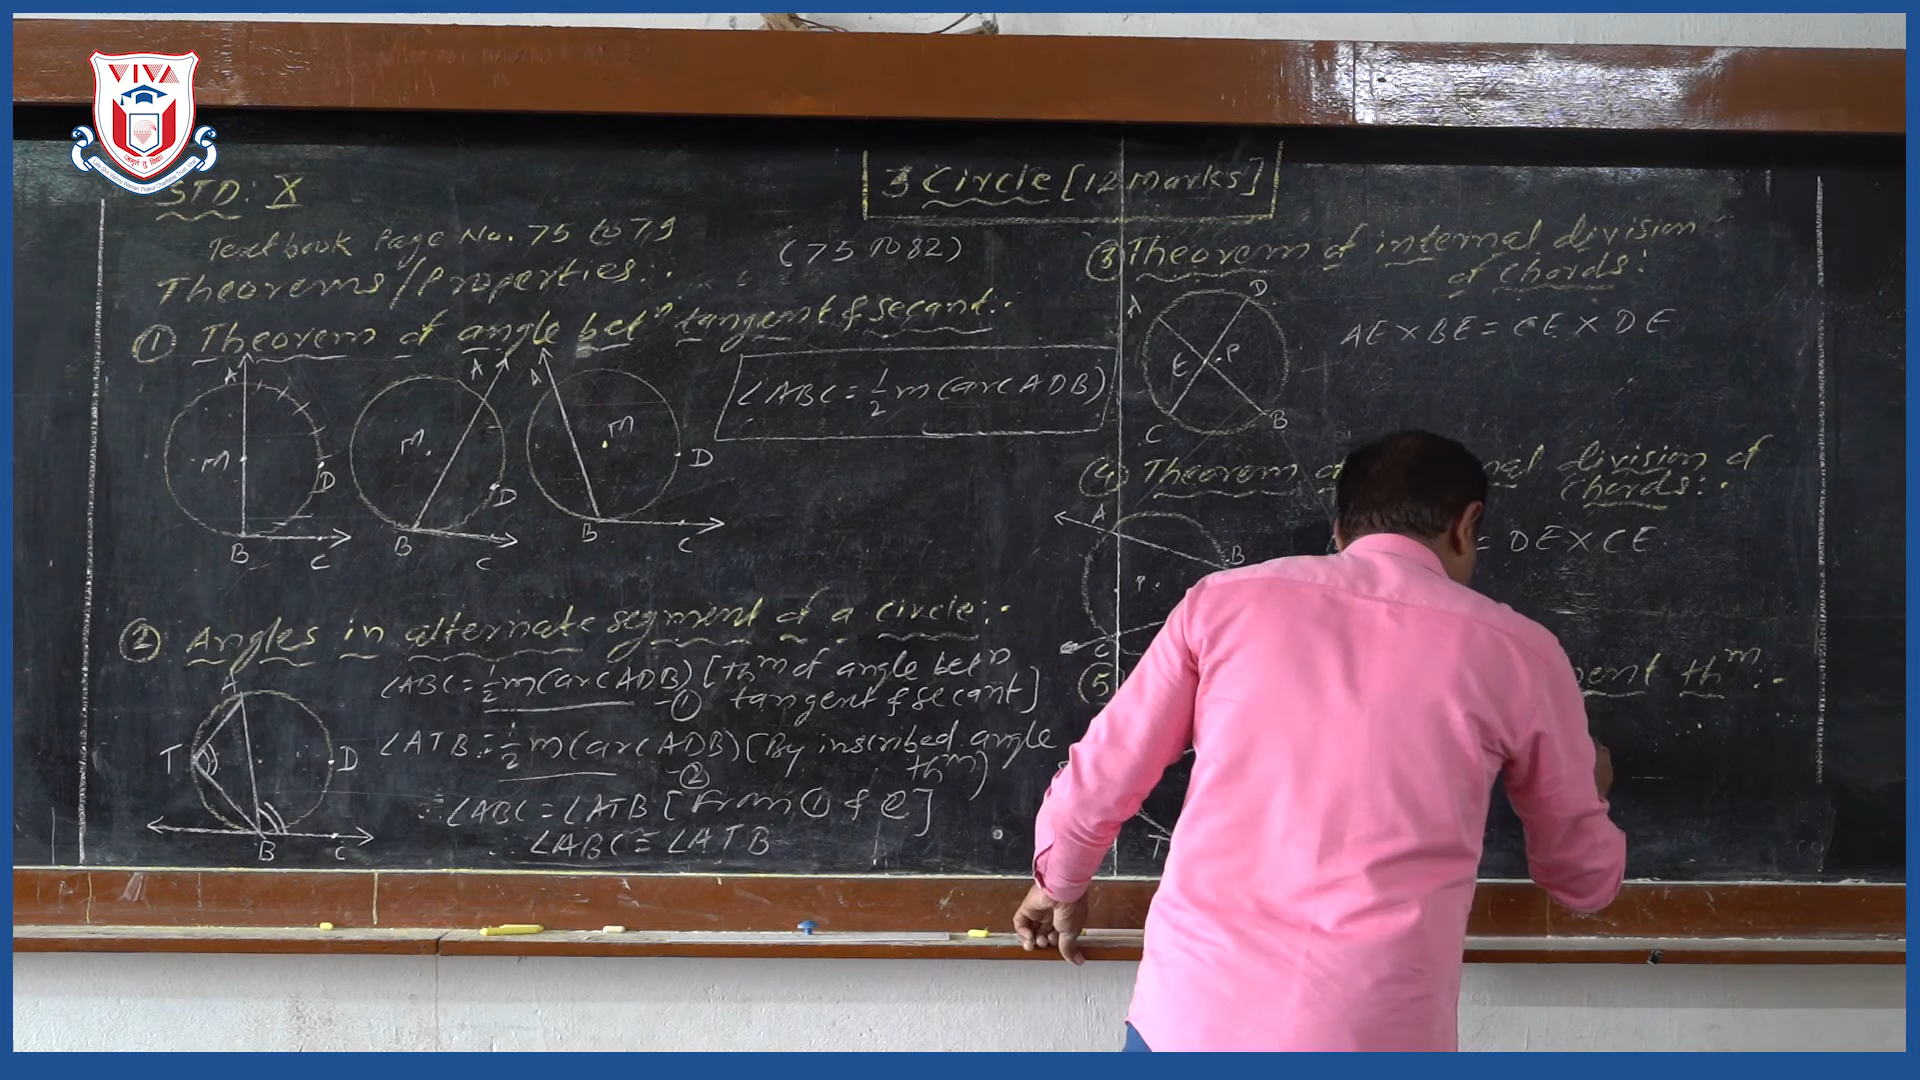 VIVA
STD: X
3 Circle [12 Marks]
Textbook Page No. 75 to 79
(75 to 82)
Theorems/Properties:.
① Theorem of angle betⁿ tangent & secant:.
∠ABC = 1/2 m(arc ADB)
A
M
D
B
C
A
M
D
B
C
A
M
D
B
C
② Angles in alternate segment of a circle:.
∠ABC = 1/2 m(arc ADB) [thᵐ of angle betⁿ
-① tangent & secant]
∠ATB = 1/2 m(arc ADB) [By inscribed angle
-② thᵐ]
∴ ∠ABC = ∠ATB [From ① & ②]
∴ ∠ABC ≅ ∠ATB
A
T
D
B
C
③ Theorem of internal division
of chords:
A
D
E
P
C
B
AE × BE = CE × DE
④ Theorem
division of
chords:.
A
B
P
C
= DE × CE
⑤
thᵐ:.
T